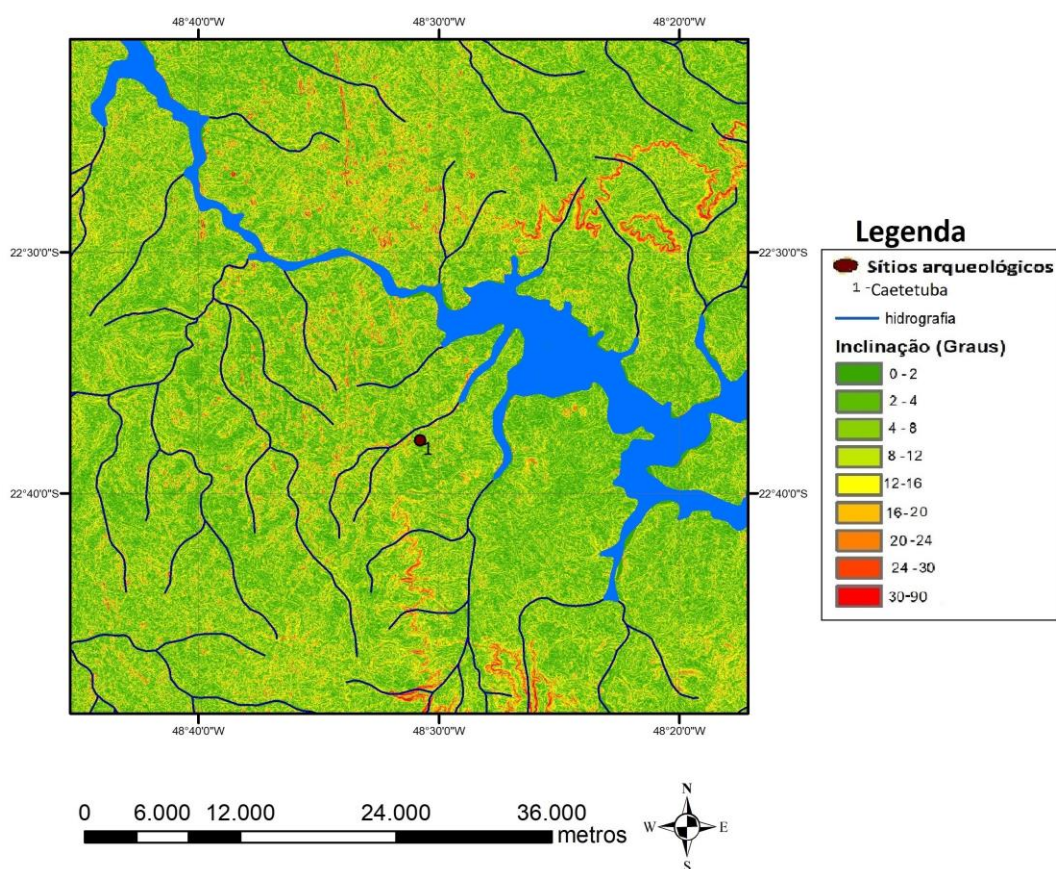 48°40'0"W 48°30'0"W 48°20'0"W
22°30'0"S 22°30'0"S
22°40'0"S 22°40'0"S
1
48°40'0"W 48°30'0"W 48°20'0"W
Legenda
Sítios arqueológicos
1 -Caetetuba
hidrografia
Inclinação (Graus)
0 - 2
2 - 4
4 - 8
8 - 12
12-16
16-20
20 -24
24 -30
30-90
0 6.000 12.000 24.000 36.000
metros
N
W E
S